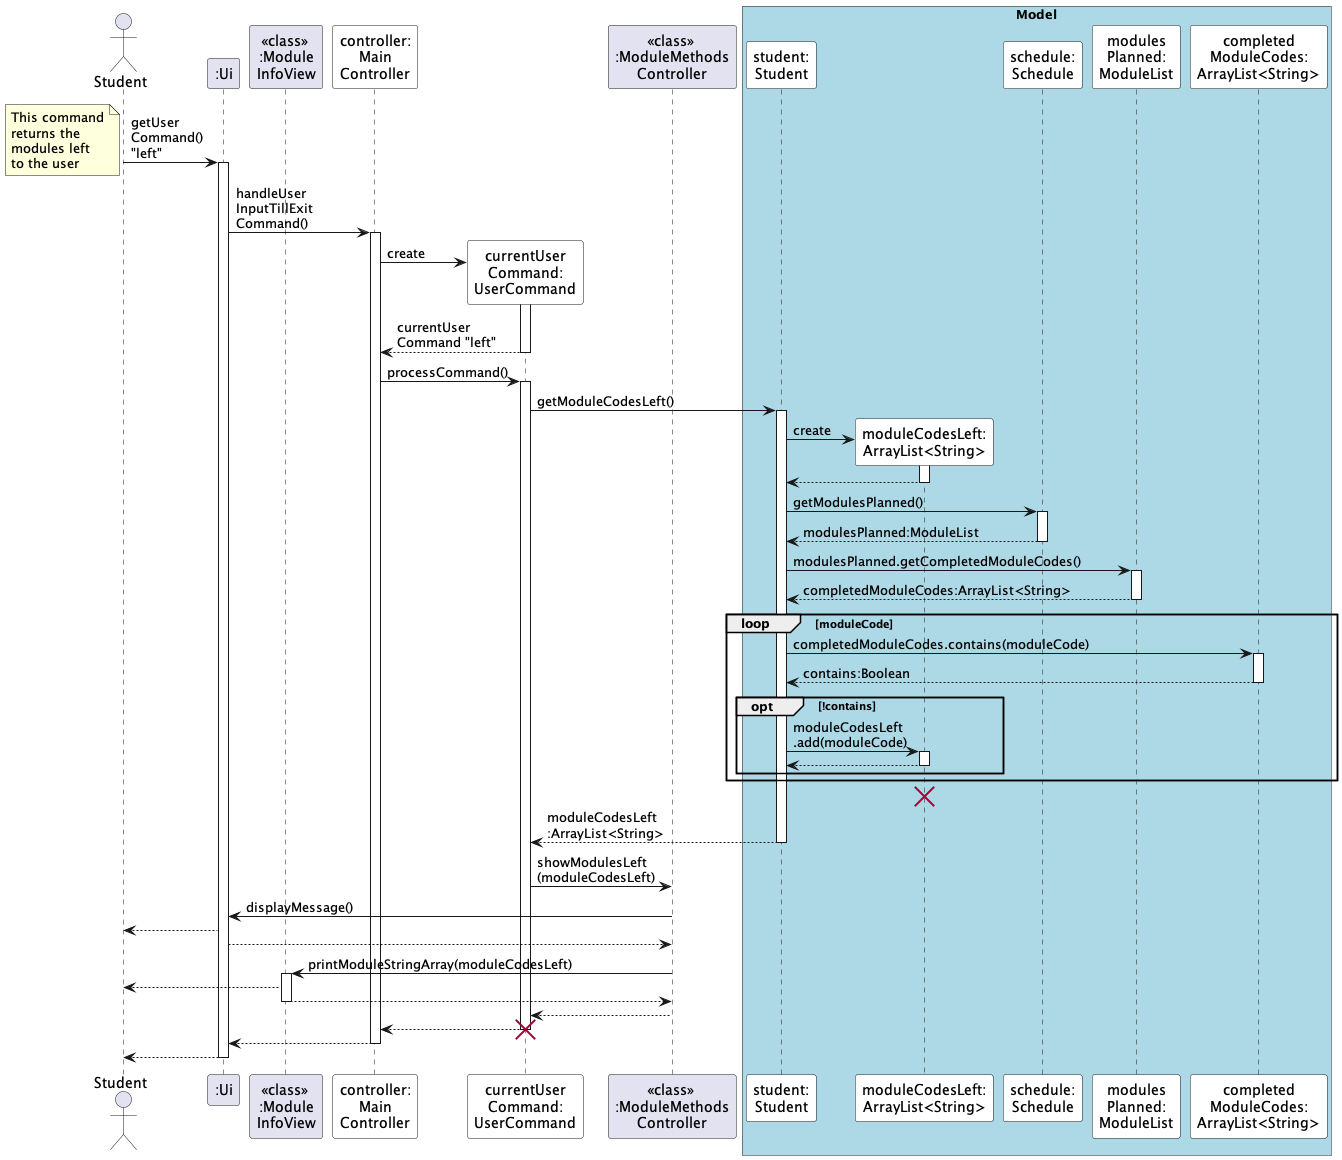 Model
Student
:Ui
«class»
:Module
InfoView
controller:
Main
Controller
«class»
:ModuleMethods
Controller
student:
Student
schedule:
Schedule
modules
Planned:
ModuleList
completed
ModuleCodes:
ArrayList<String>
This command
returns the
modules left
to the user
getUser
Command()
"left"
handleUser
InputTillExit
Command()
create
currentUser
Command:
UserCommand
currentUser
Command "left"
processCommand()
getModuleCodesLeft()
create
moduleCodesLeft:
ArrayList<String>
getModulesPlanned()
modulesPlanned:ModuleList
modulesPlanned.getCompletedModuleCodes()
completedModuleCodes:ArrayList<String>
loop [moduleCode]
completedModuleCodes.contains(moduleCode)
contains:Boolean
opt [!contains]
moduleCodesLeft
.add(moduleCode)
moduleCodesLeft
:ArrayList<String>
showModulesLeft
(moduleCodesLeft)
displayMessage()
printModuleStringArray(moduleCodesLeft)
Student
:Ui
«class»
:Module
InfoView
controller:
Main
Controller
currentUser
Command:
UserCommand
«class»
:ModuleMethods
Controller
student:
Student
moduleCodesLeft:
ArrayList<String>
schedule:
Schedule
modules
Planned:
ModuleList
completed
ModuleCodes:
ArrayList<String>